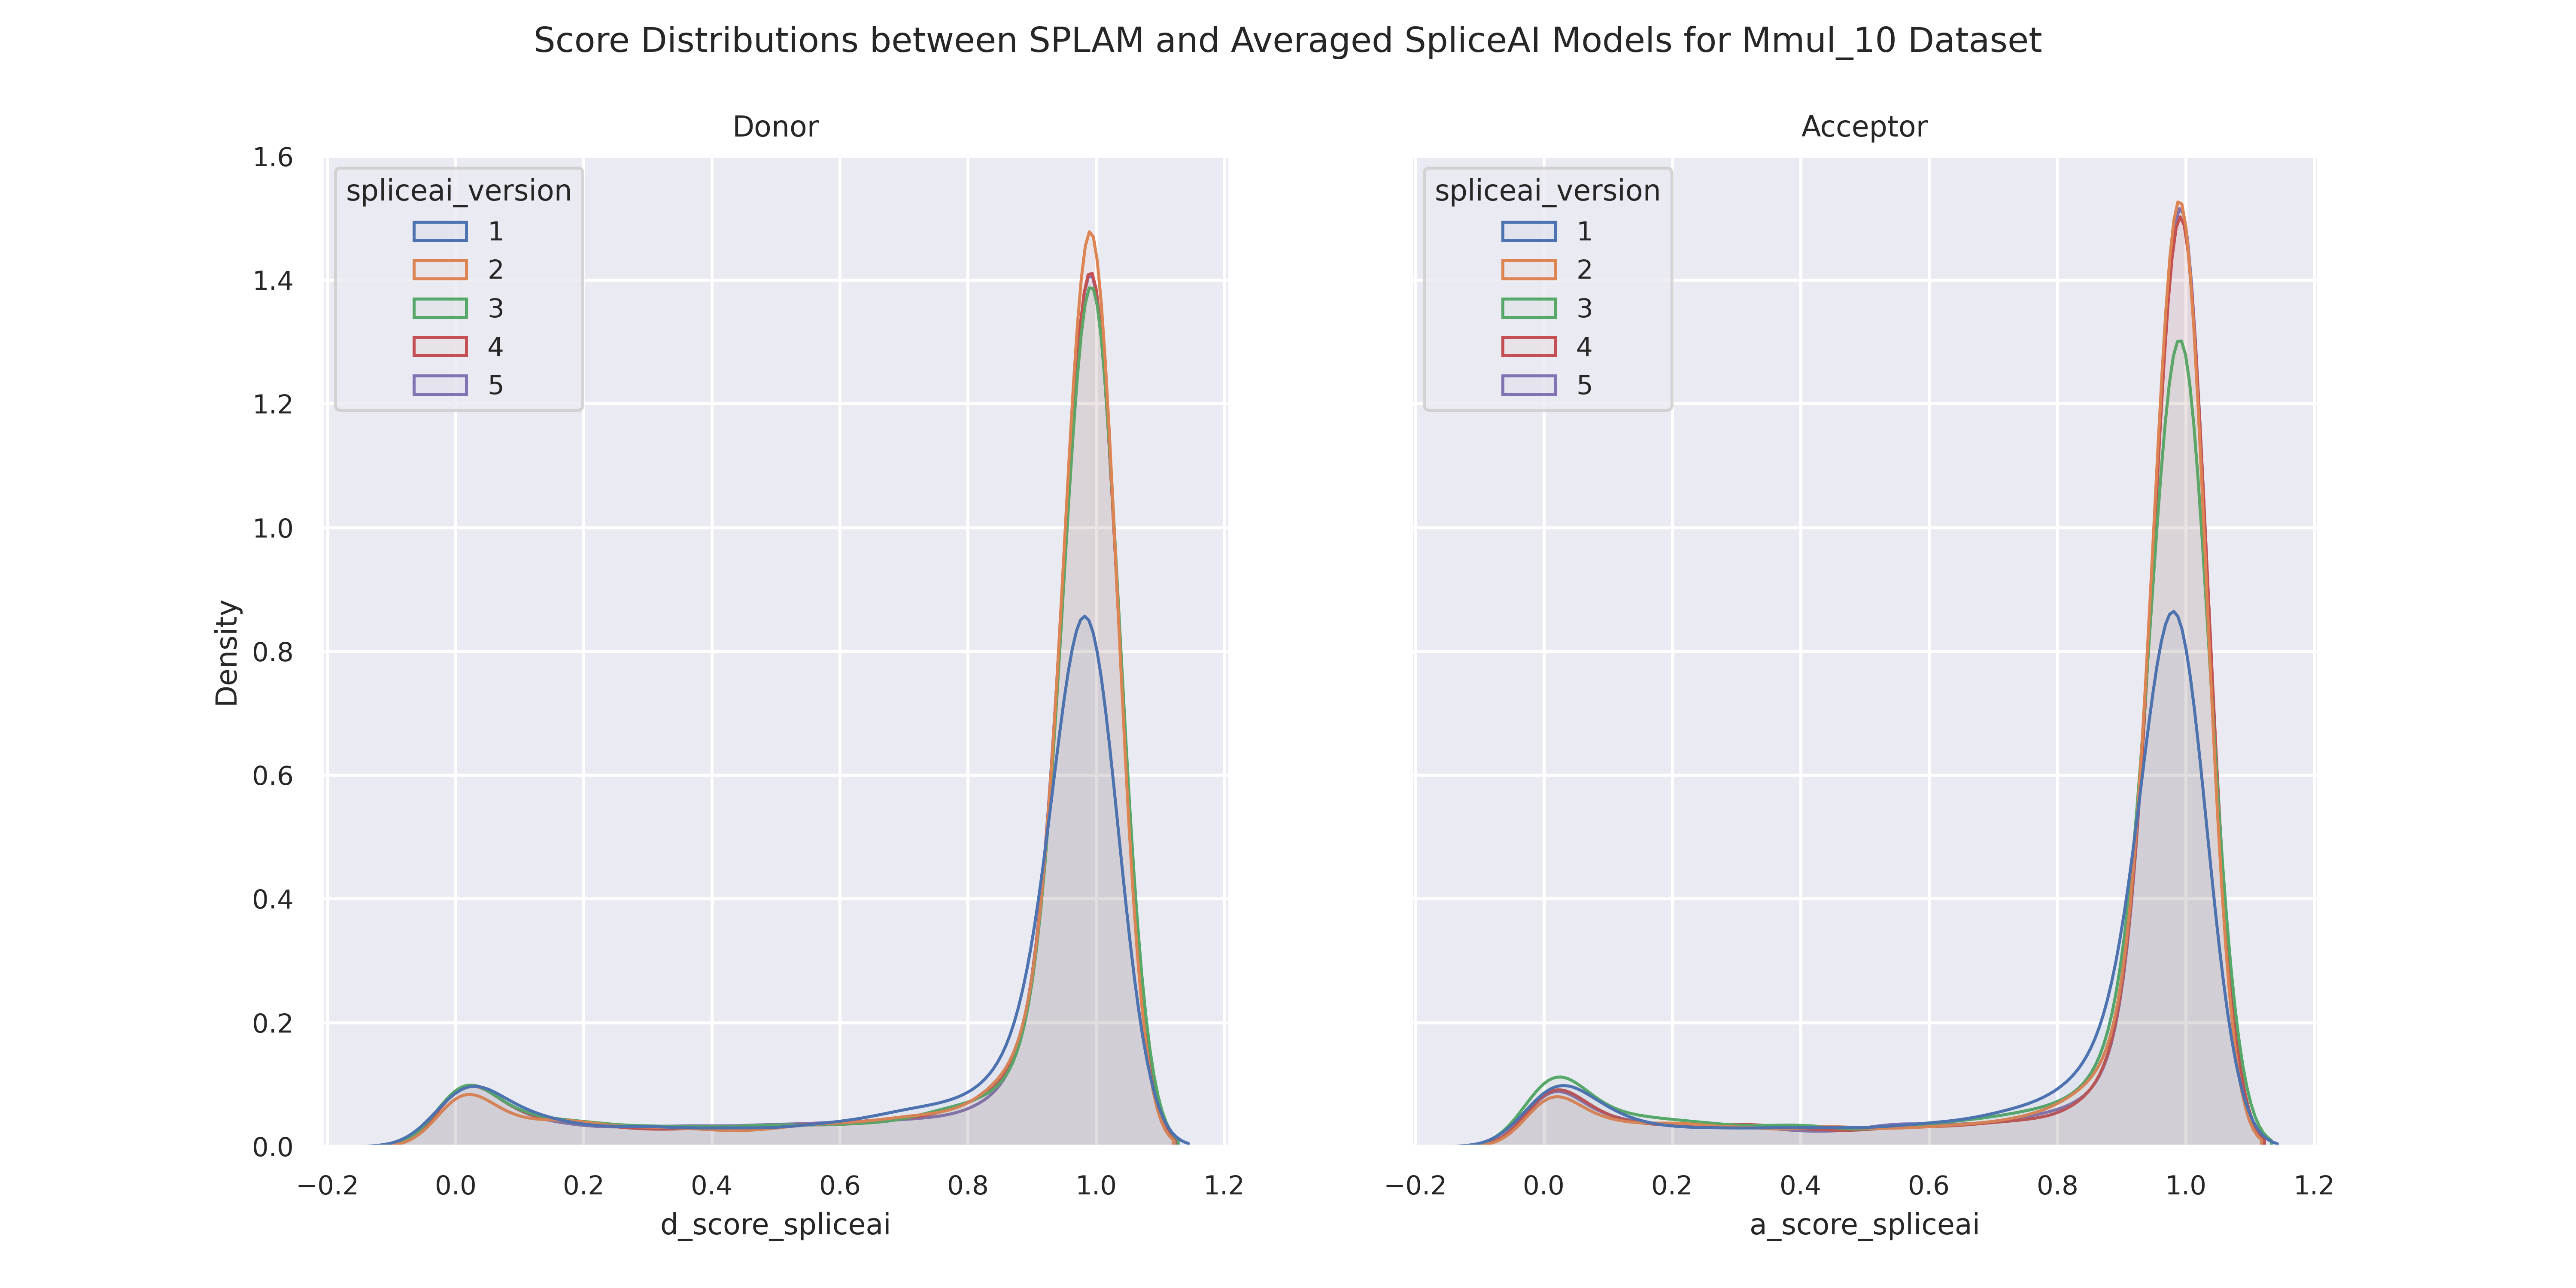 Score Distributions between SPLAM and Averaged SpliceAI Models for Mmul_10 Dataset
Donor
spliceai_version
1
2
3
4
5
1.6
1.4
1.2
1.0
0.8
0.6
0.4
0.2
0.0
Density
−0.2 0.0 0.2 0.4 0.6 0.8 1.0 1.2
d_score_spliceai
Acceptor
spliceai_version
1
2
3
4
5
−0.2 0.0 0.2 0.4 0.6 0.8 1.0 1.2
a_score_spliceai